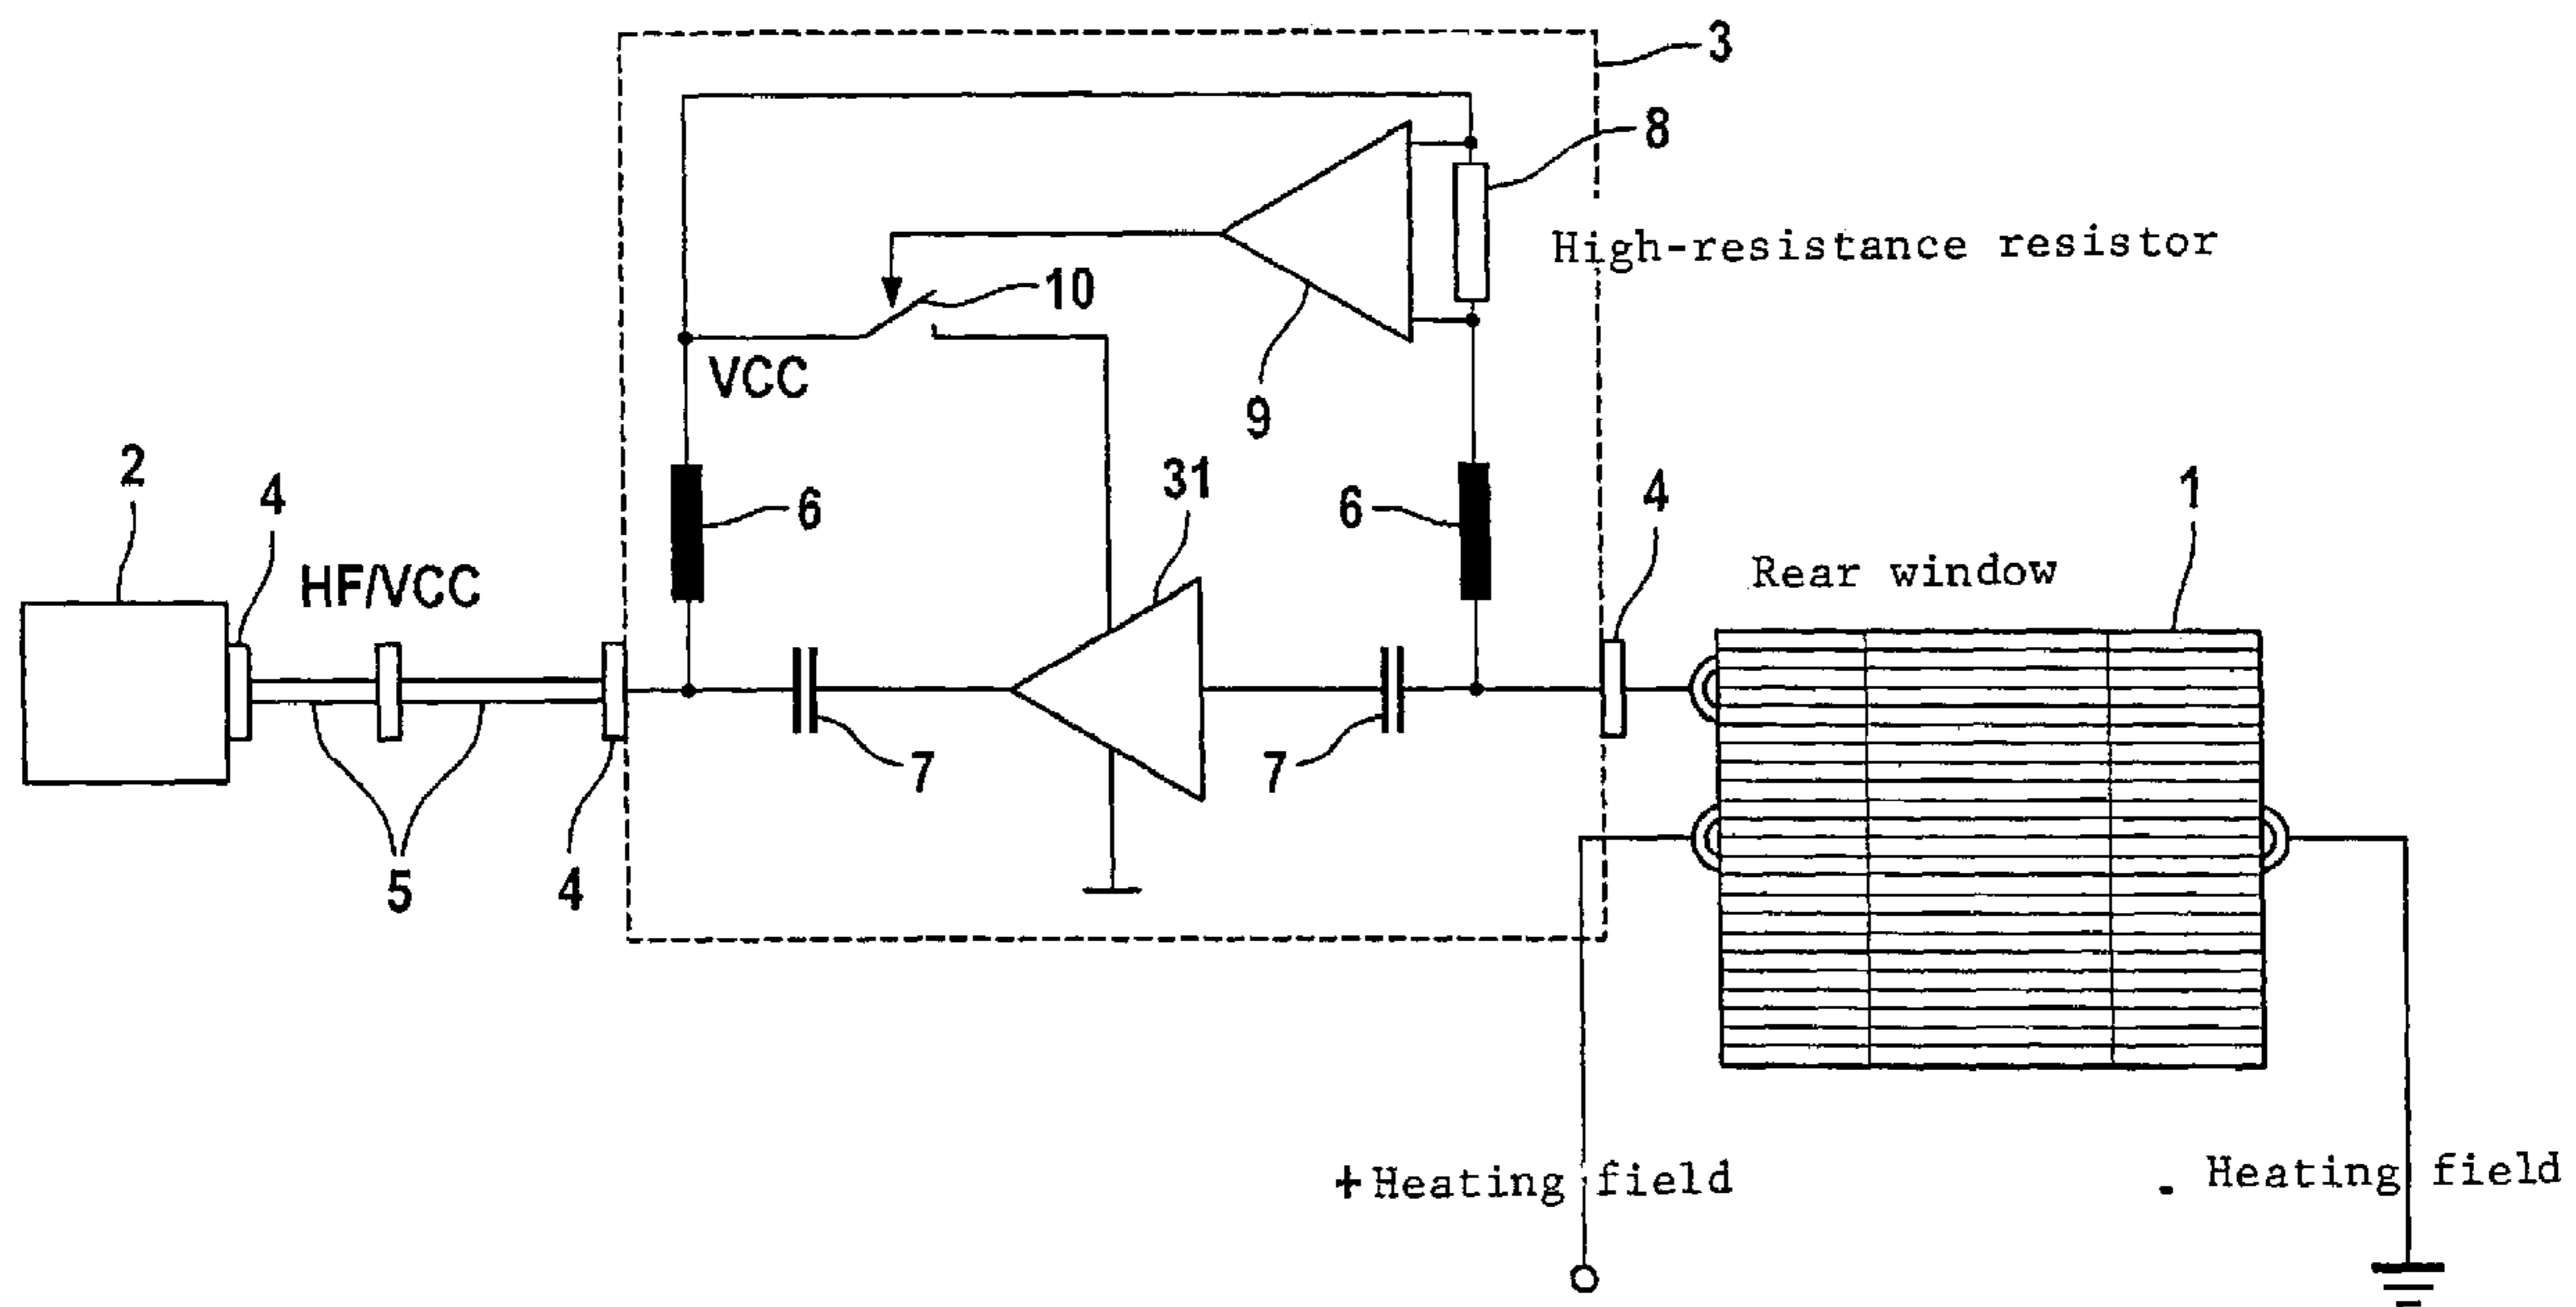 3
8
High-resistance resistor
10
VCC
9
2
4
HF/VCC
6
31
6
4
1
Rear window
7
7
5
4
+ Heating field
- Heating field